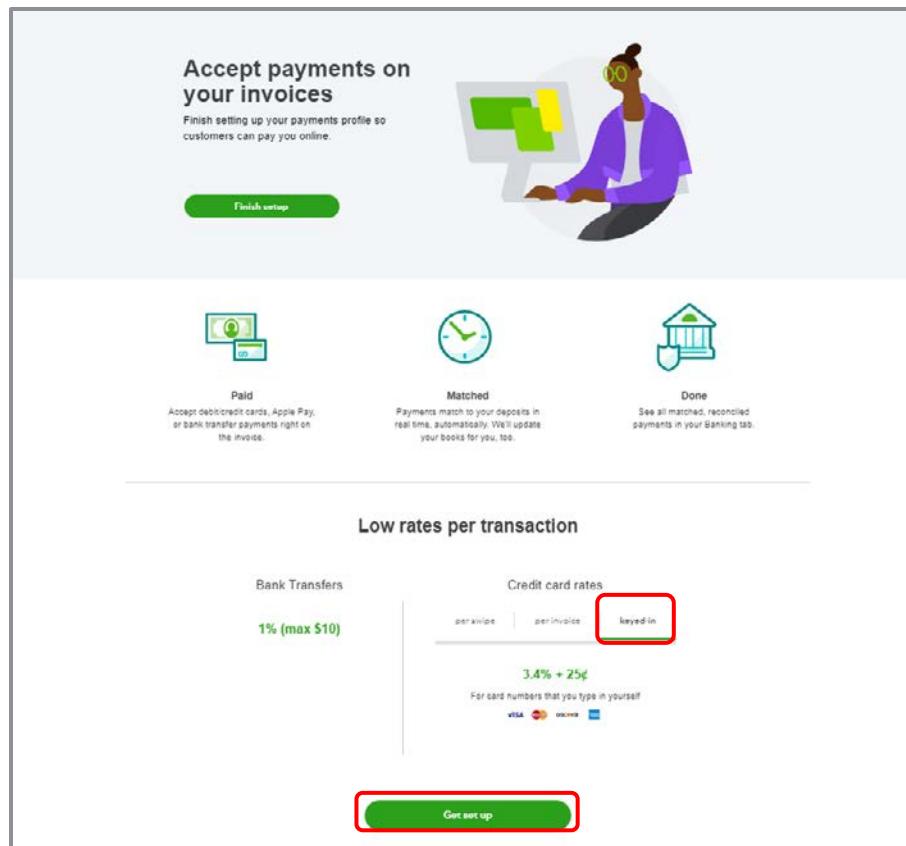 Accept payments on
your invoices
Finish setting up your payments profile so
customers can pay you online.
Finish setup
Paid
Accept debit/credit cards, Apple Pay,
or bank transfer payments right on
the invoice.
Matched
Payments match to your deposits in
real time, automatically. We'll update
your books for you, too.
Done
See all matched, reconciled
payments in your Banking tab.
Low rates per transaction
Bank Transfers
1% (max $10)
Credit card rates
per swipe
per invoice
keyed-in
3.4% + 25¢
For card numbers that you type in yourself
VISA
DISCOVER
Get set up